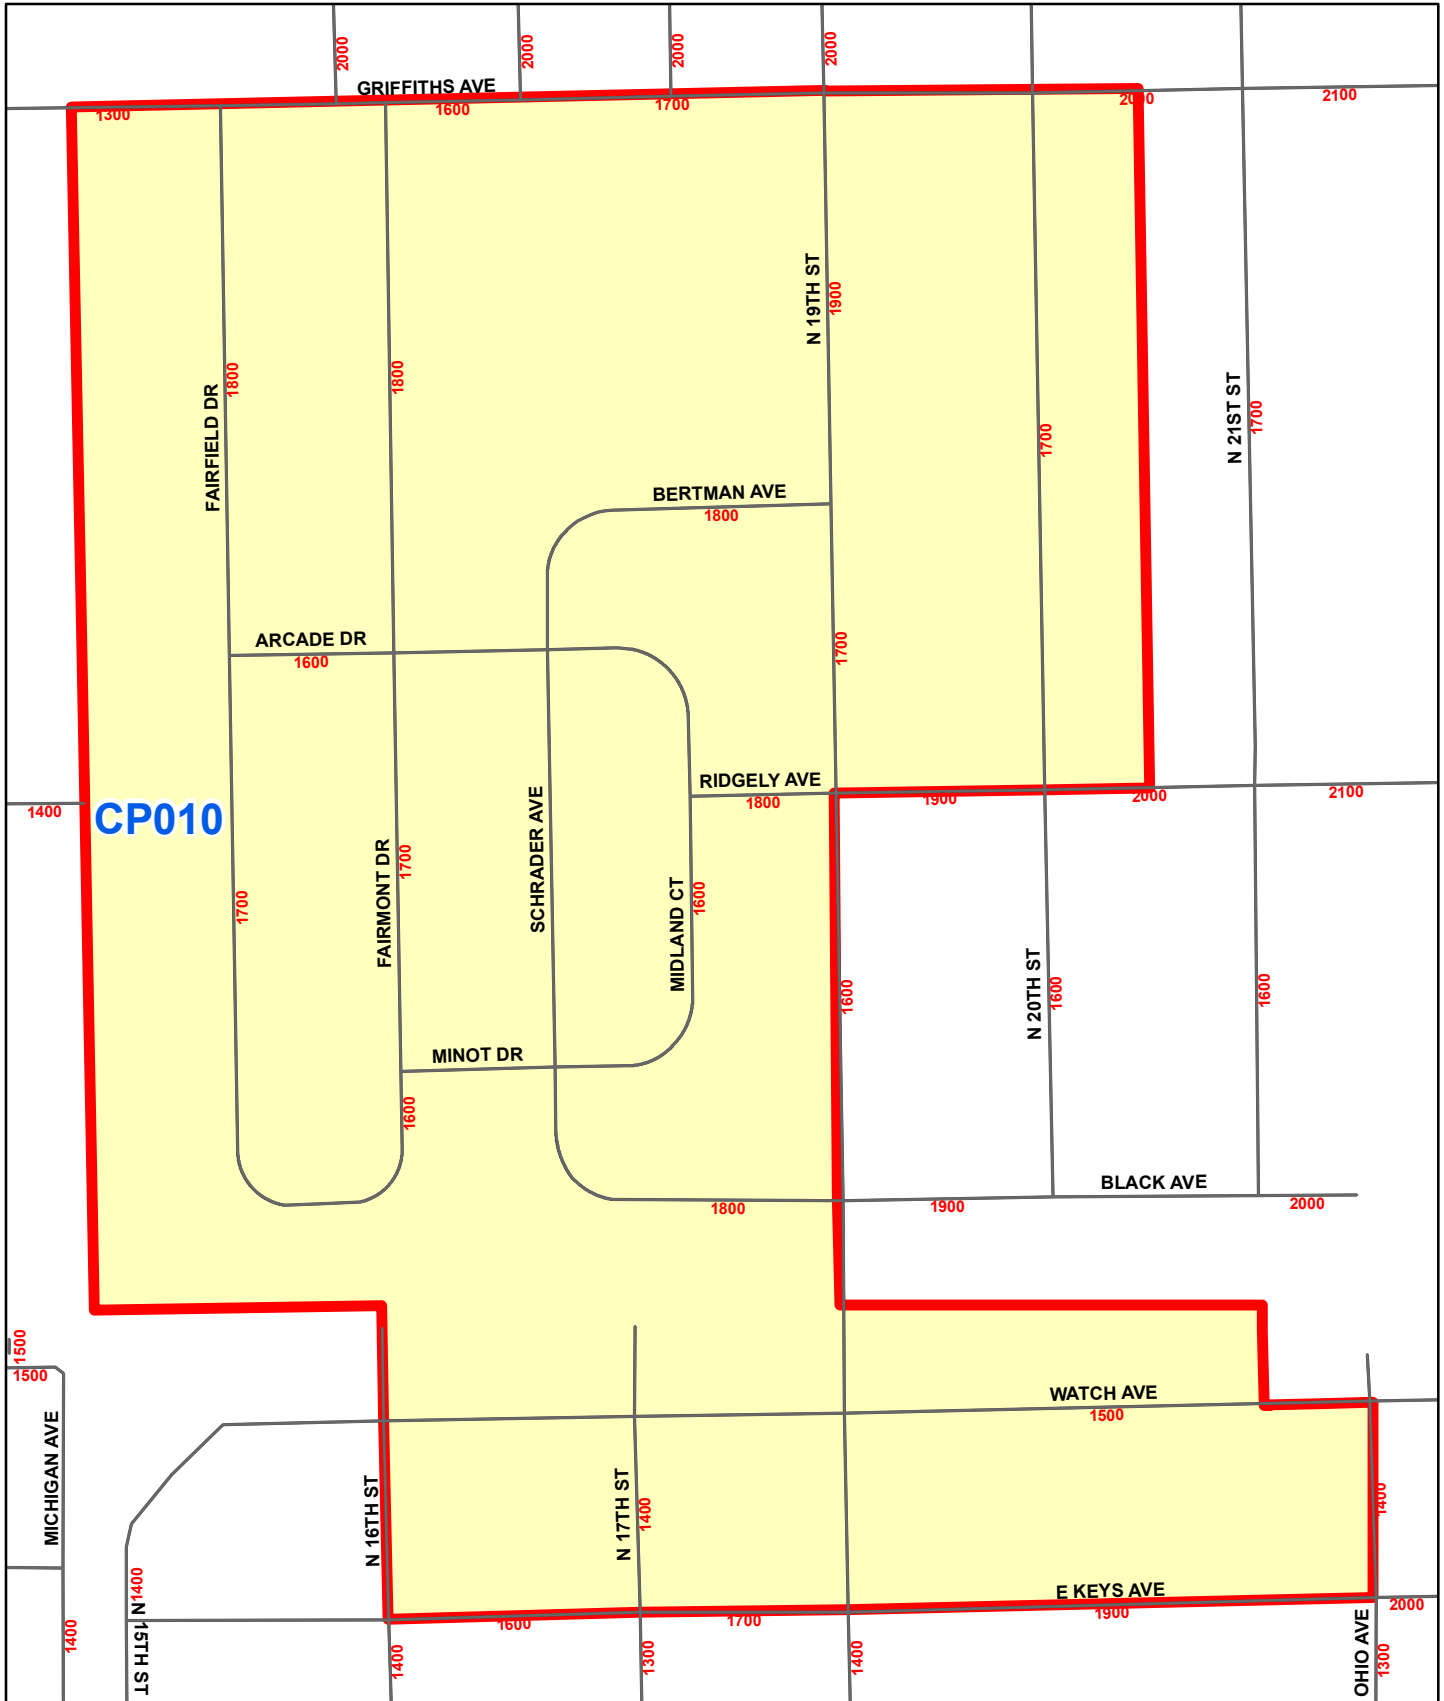 2000
2000
2000
2000
GRIFFITHS AVE
1300
1600
1700
2000
2100
N 19TH ST
1900
1800
1800
FAIRFIELD DR
N 21ST ST
1700
1700
BERTMAN AVE
1800
ARCADE DR
1600
1700
RIDGELY AVE
1800
1900
2000
2100
1400
CP010
SCHRADER AVE
FAIRMONT DR
1700
1700
MIDLAND CT
1600
1600
N 20TH ST
1600
1600
MINOT DR
1600
BLACK AVE
1800
1900
2000
1500
1500
WATCH AVE
1500
MICHIGAN AVE
N 16TH ST
N 17TH ST
1400
1400
1400
N 15TH ST
E KEYS AVE
1600
1700
1900
2000
1400
1400
1300
1400
OHIO AVE
1300